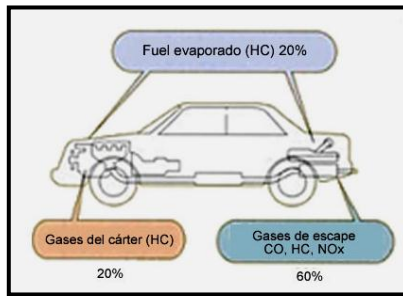 Fuel evaporado (HC) 20%
Gases del cárter (HC)
20%
Gases de escape
CO, HC, NOx
60%